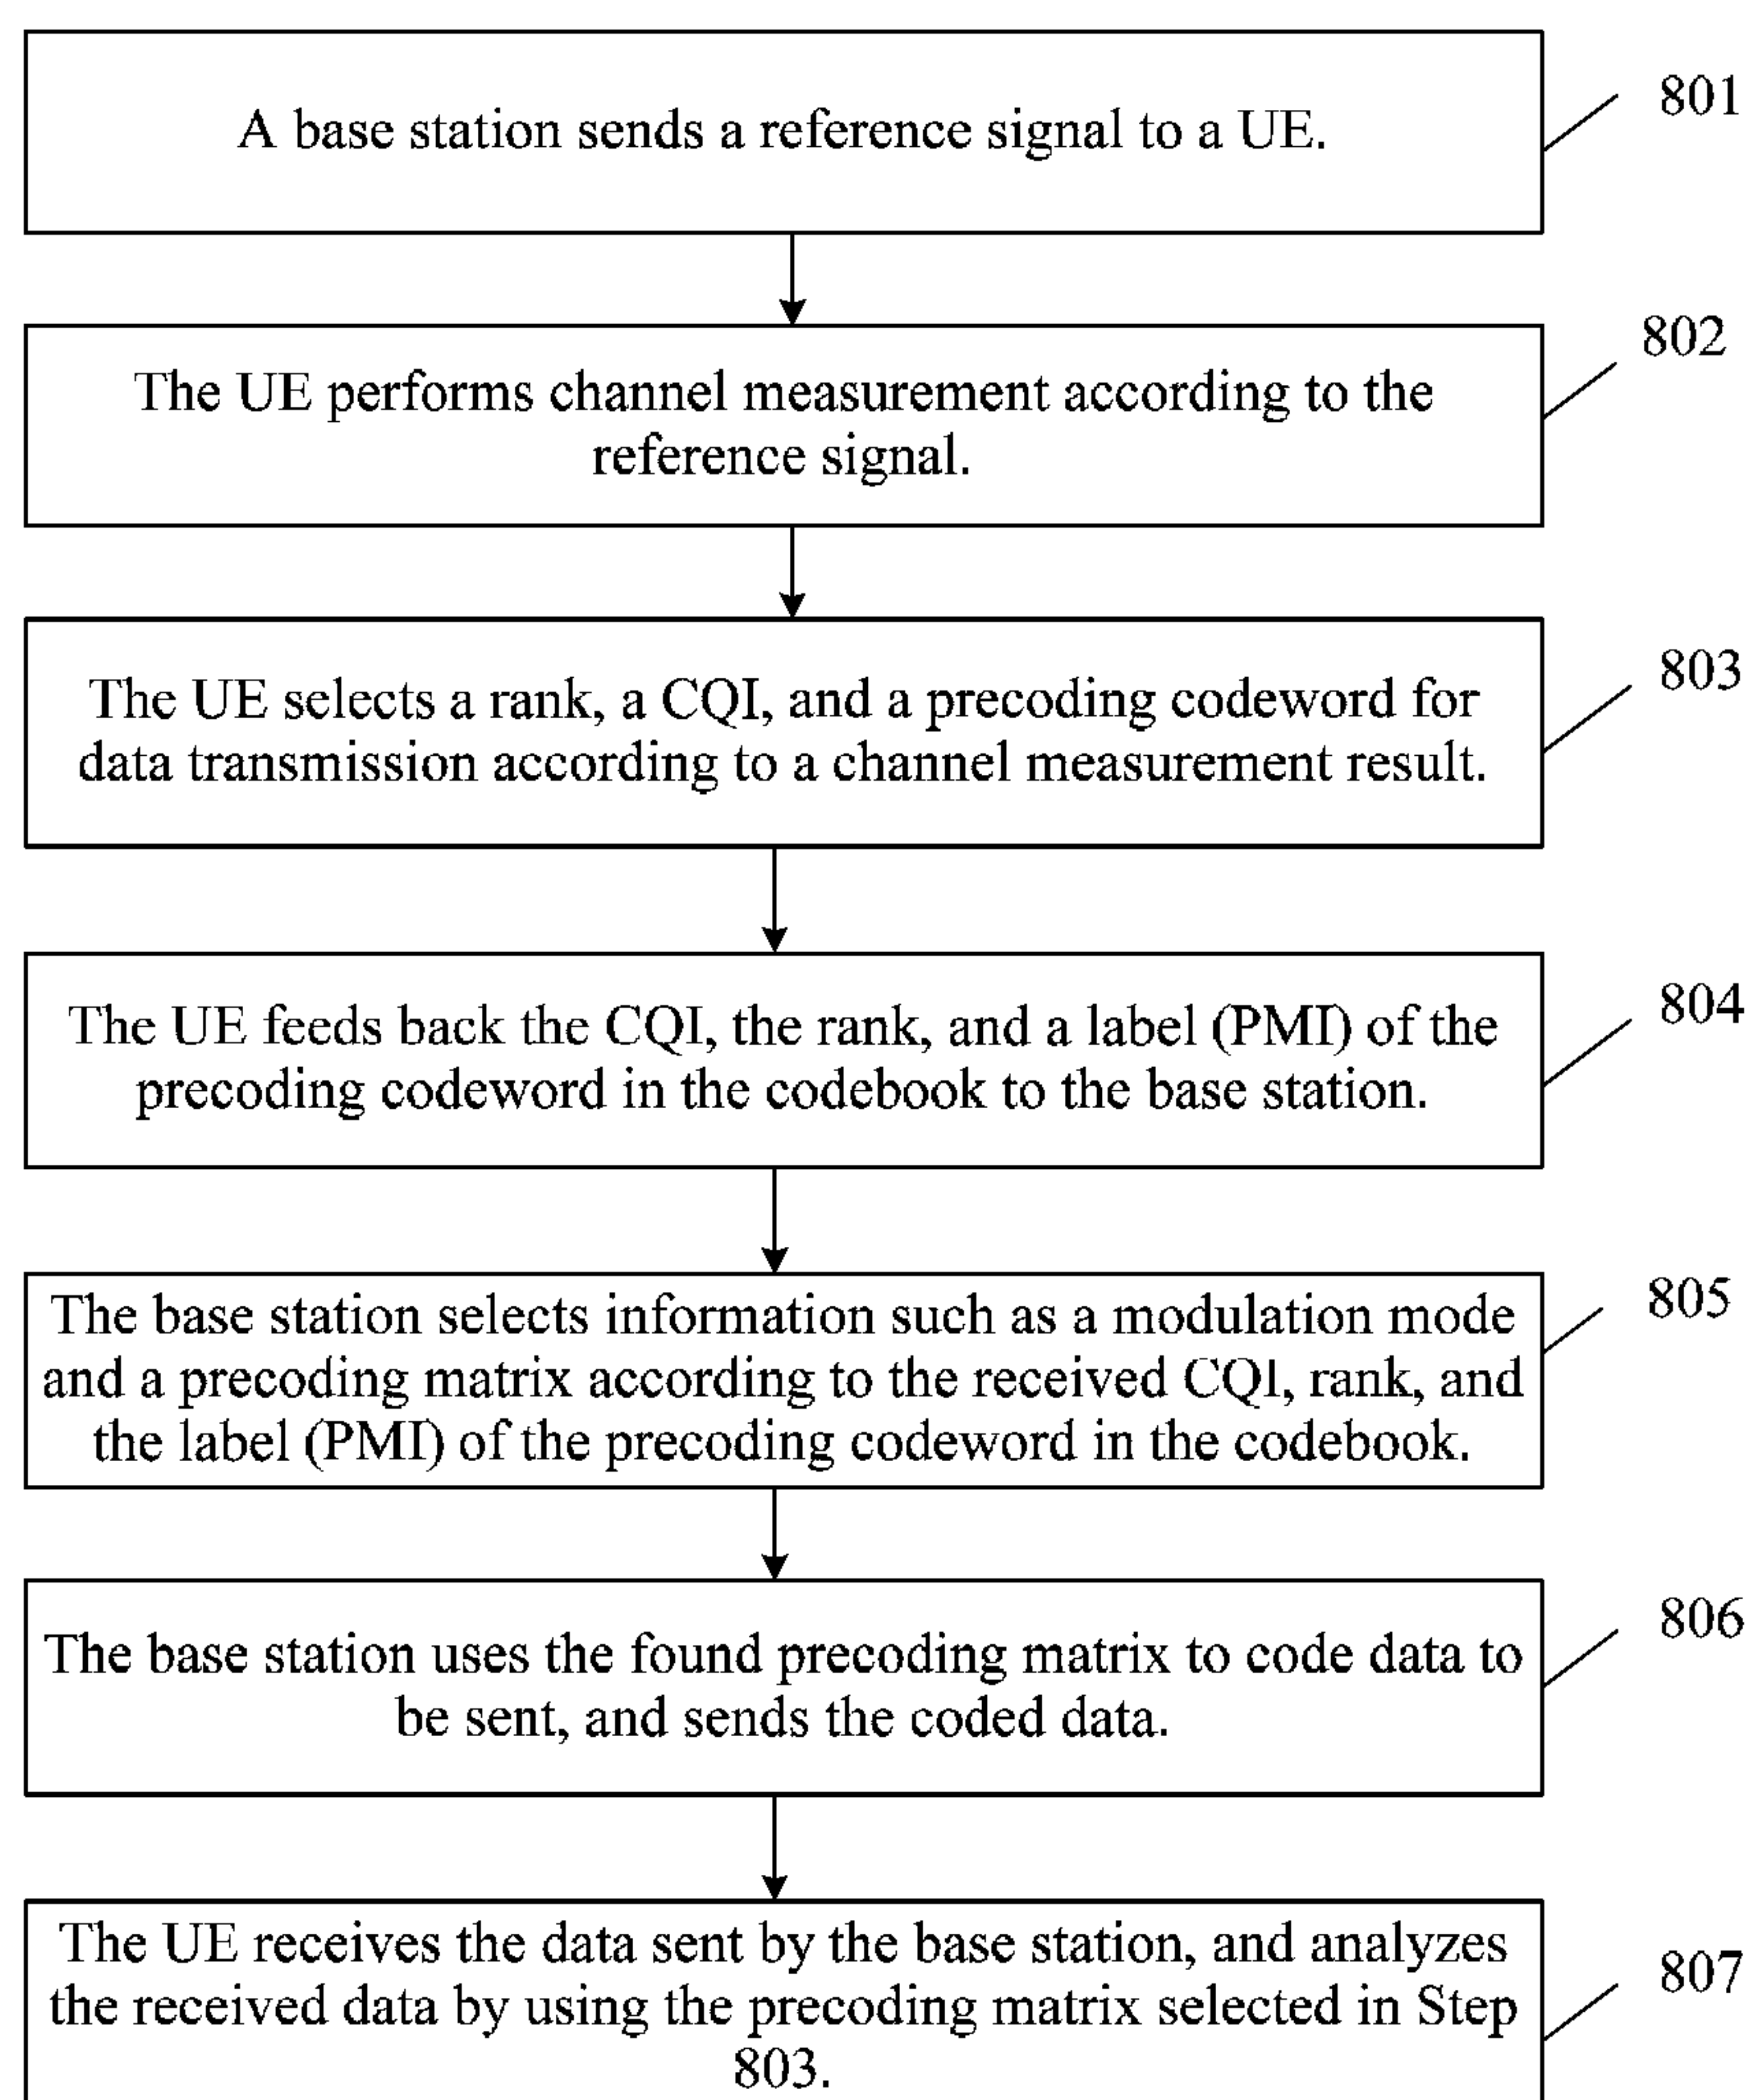 A base station sends a reference signal to a UE.
801
The UE performs channel measurement according to the
reference signal.
802
The UE selects a rank, a CQI, and a precoding codeword for
data transmission according to a channel measurement result.
803
The UE feeds back the CQI, the rank, and a label (PMI) of the
precoding codeword in the codebook to the base station.
804
The base station selects information such as a modulation mode
and a precoding matrix according to the received CQI, rank, and
the label (PMI) of the precoding codeword in the codebook.
805
The base station uses the found precoding matrix to code data to
be sent, and sends the coded data.
806
The UE receives the data sent by the base station, and analyzes
the received data by using the precoding matrix selected in Step
803.
807